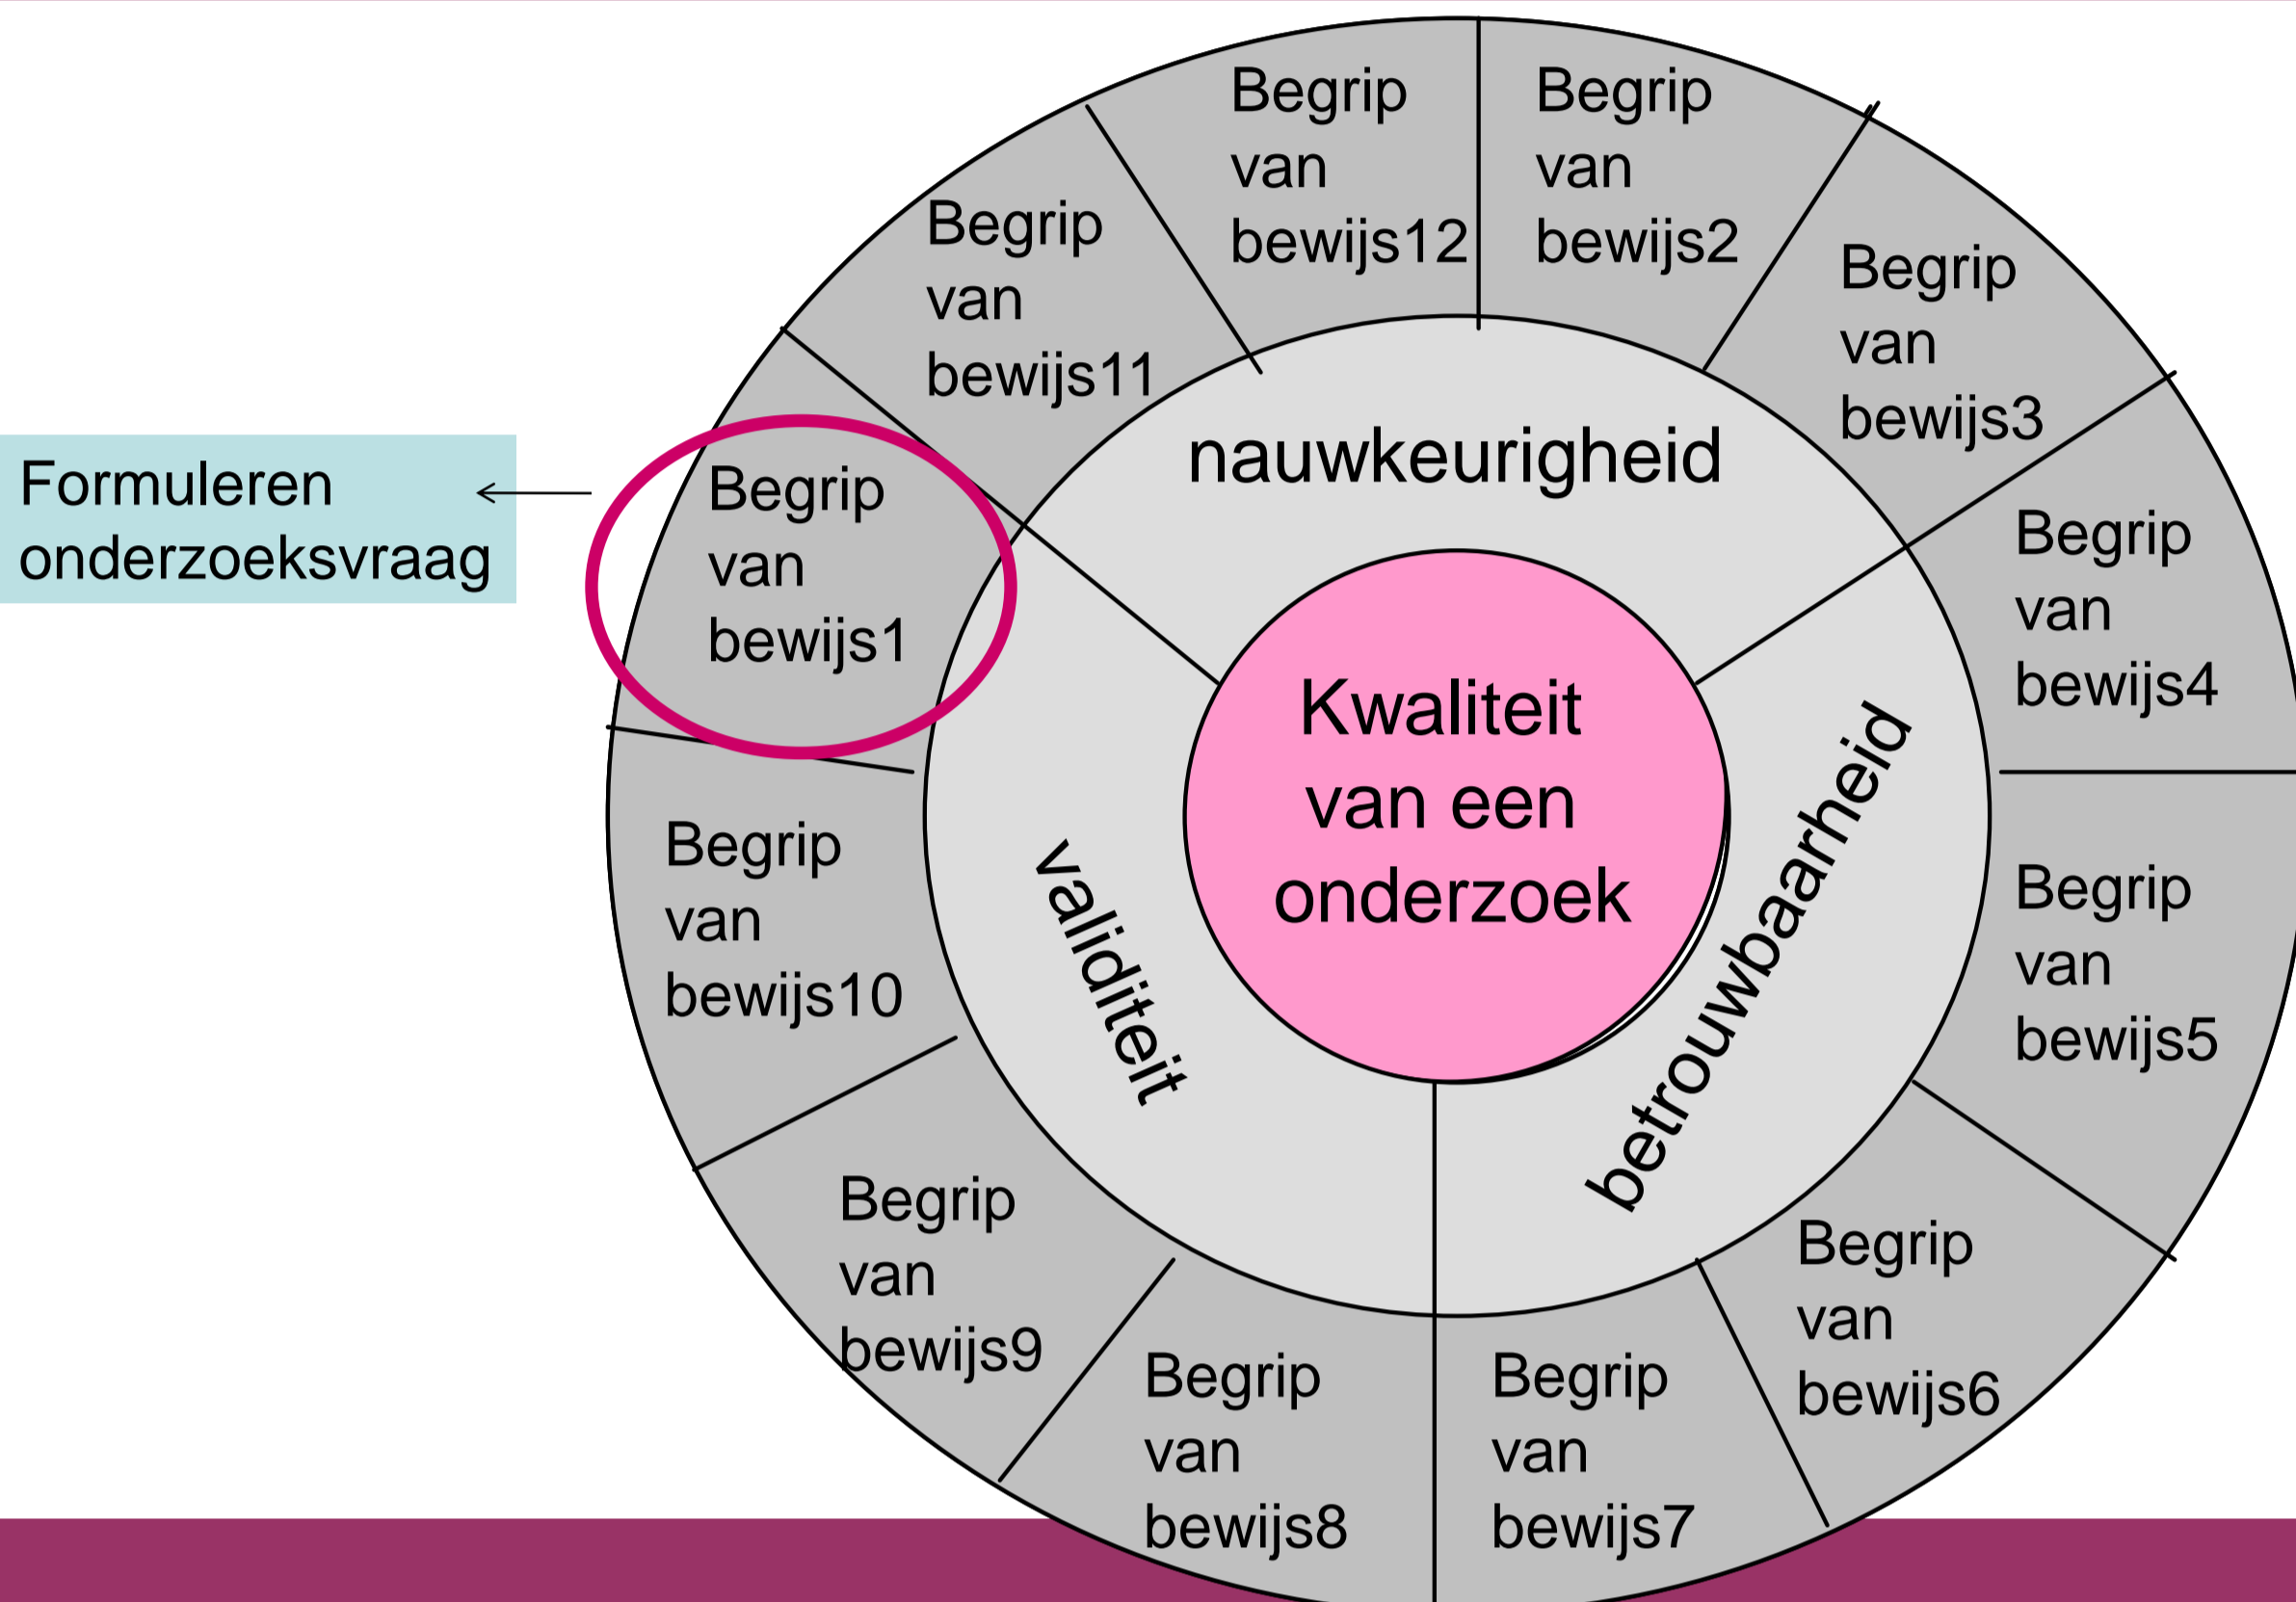 Formuleren
onderzoeksvraag
Begrip
van
bewijs1
Begrip
van
bewijs11
Begrip
van
bewijs12
Begrip
van
bewijs2
Begrip
van
bewijs3
Begrip
van
bewijs4
Begrip
van
bewijs5
Begrip
van
bewijs6
Begrip
van
bewijs7
Begrip
van
bewijs8
Begrip
van
bewijs9
Begrip
van
bewijs10
nauwkeurigheid
betrouwbaarheid
validiteit
Kwaliteit
van een
onderzoek